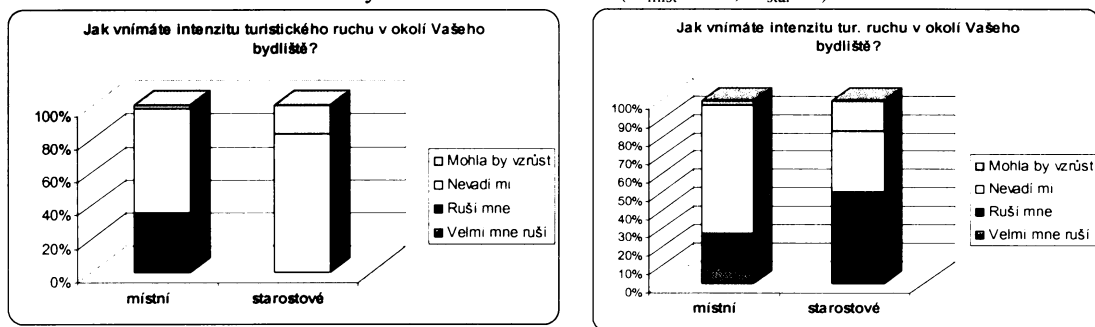 Jak vnímáte intenzitu turistického ruchu v okolí Vašeho
bydliště?
100%
80%
60%
40%
20%
0%
místní
starostové
Mohla by vzrůst
Nevadí mi
Ruší mne
Velmi mne ruší
Jak vnímáte intenzitu tur. ruchu v okolí Vašeho
bydliště?
100%
90%
80%
70%
60%
50%
40%
30%
20%
10%
0%
místní
starostové
Mohla by vzrůst
Nevadí mi
Ruší mne
Velmi mne ruší